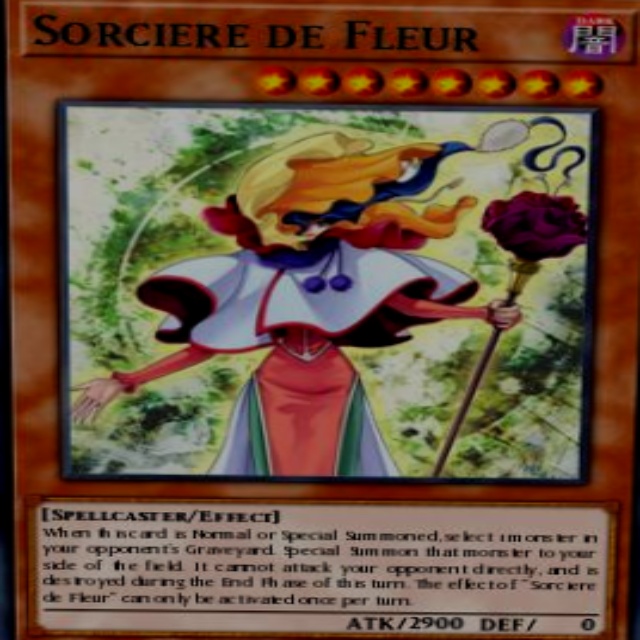 SORCIERE DE FLEUR
DARK
闇
[SPELLCASTER/EFFECT]
When this card is Normal or Special Summoned, select 1 monster in
your opponent's Graveyard. Special Summon that monster to your
side of the field. It cannot attack your opponent directly, and is
destroyed during the End Phase of this turn. The effect of "Sorciere
de Fleur" can only be activated once per turn.
ATK/2900 DEF/ 0